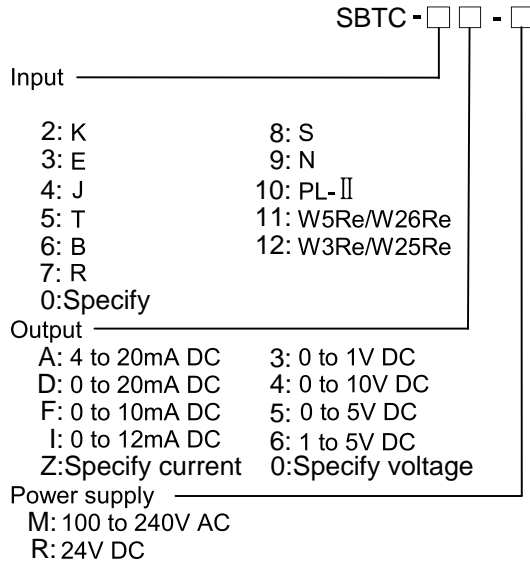 SBTC-□ □ - □
Input
2: K 8: S
3: E 9: N
4: J 10: PL-Ⅱ
5: T 11: W5Re/W26Re
6: B 12: W3Re/W25Re
7: R
0:Specify
Output
A: 4 to 20mA DC 3: 0 to 1V DC
D: 0 to 20mA DC 4: 0 to 10V DC
F: 0 to 10mA DC 5: 0 to 5V DC
I: 0 to 12mA DC 6: 1 to 5V DC
Z:Specify current 0:Specify voltage
Power supply
M: 100 to 240V AC
R: 24V DC